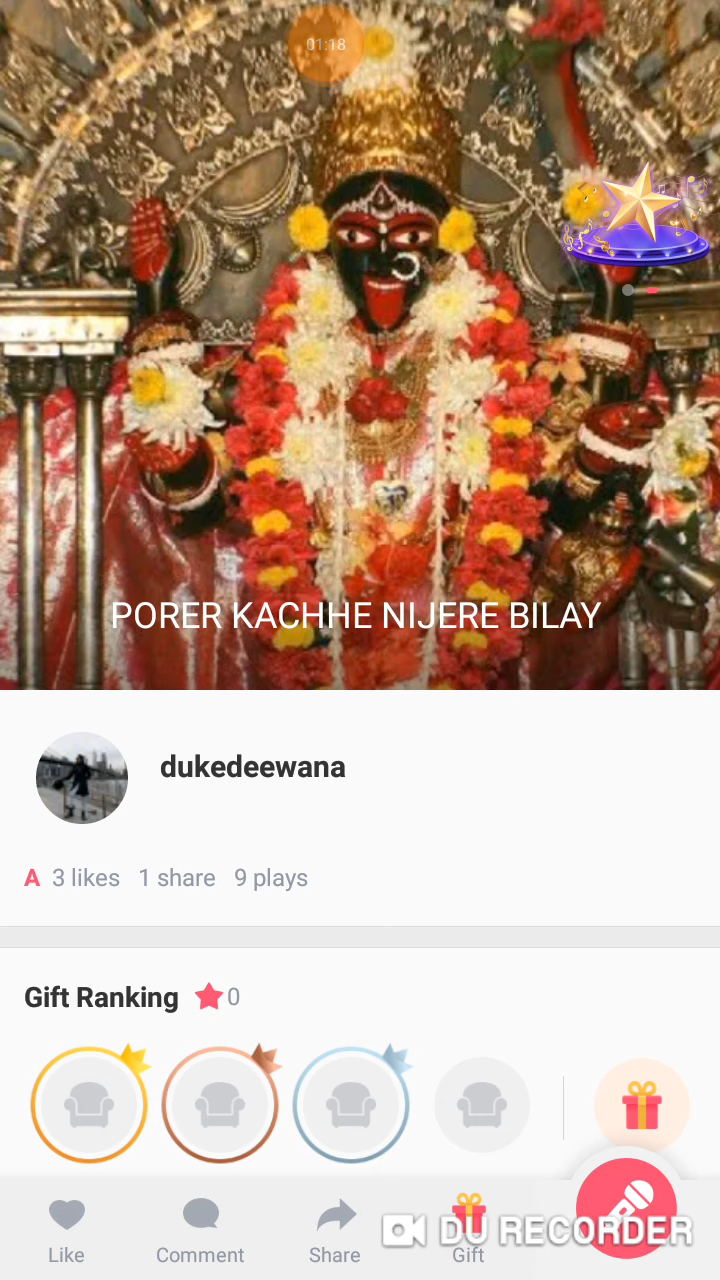 01:18
PORER KACHHE NIJERE BILAY
dukedeewana
A 3 likes 1 share 9 plays
Gift Ranking 0
Like Comment Share Gift
DU RECORDER